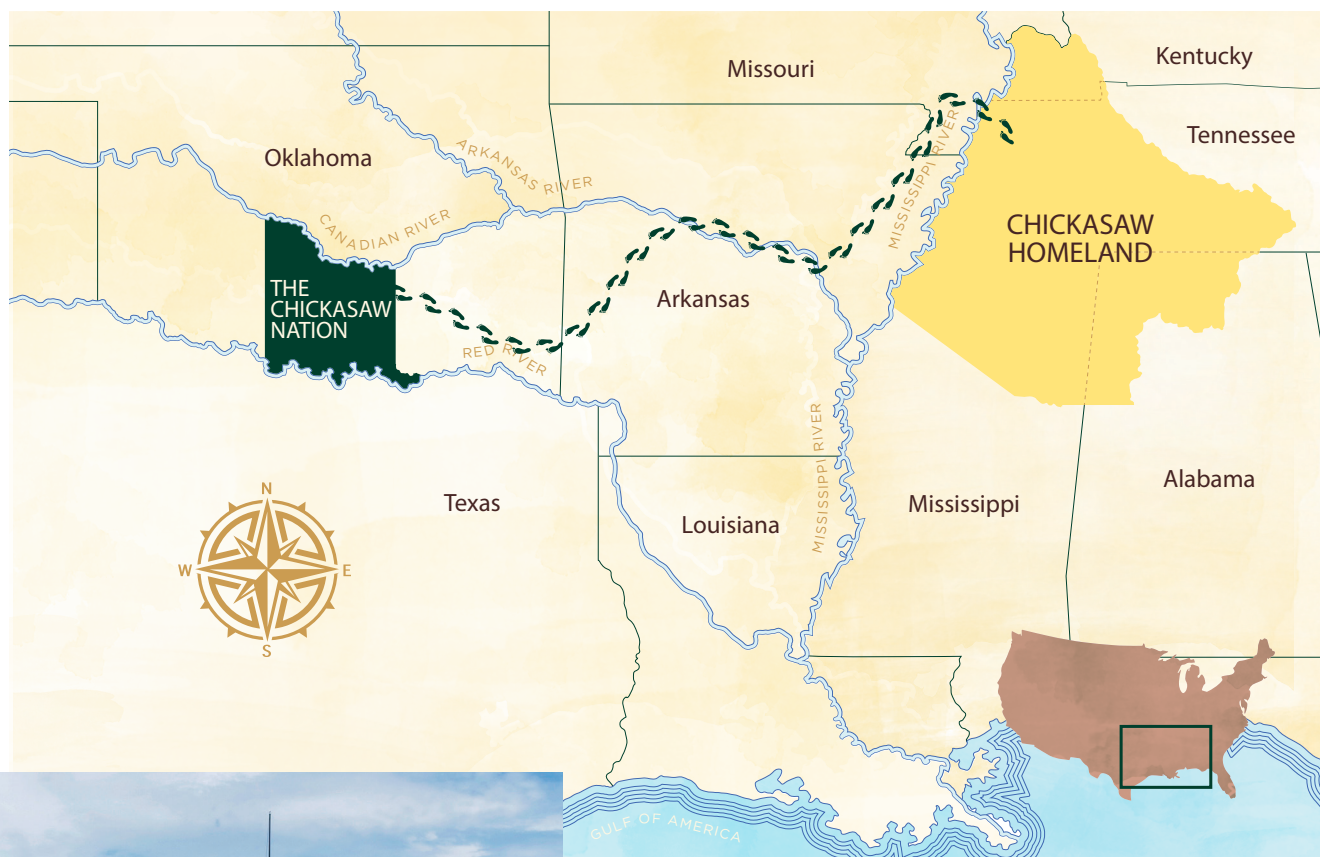 Missouri
Kentucky
Tennessee
Oklahoma
ARKANSAS RIVER
CANADIAN RIVER
MISSISSIPPI RIVER
CHICKASAW
HOMELAND
THE
CHICKASAW
NATION
Arkansas
RED RIVER
MISSISSIPPI RIVER
Texas
Louisiana
Mississippi
Alabama
N
W
E
S
GULF OF AMERICA